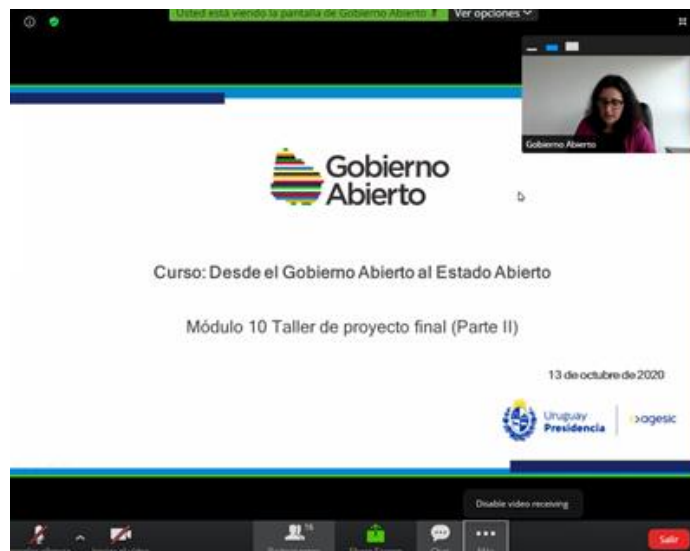 Usted está viendo la pantalla de Gobierno Abierto
Ver opciones
Gobierno Abierto
Gobierno
Abierto
Curso: Desde el Gobierno Abierto al Estado Abierto
Módulo 10 Taller de proyecto final (Parte II)
13 de octubre de 2020
Uruguay
Presidencia
agesic
Disable video receiving
16
Salir